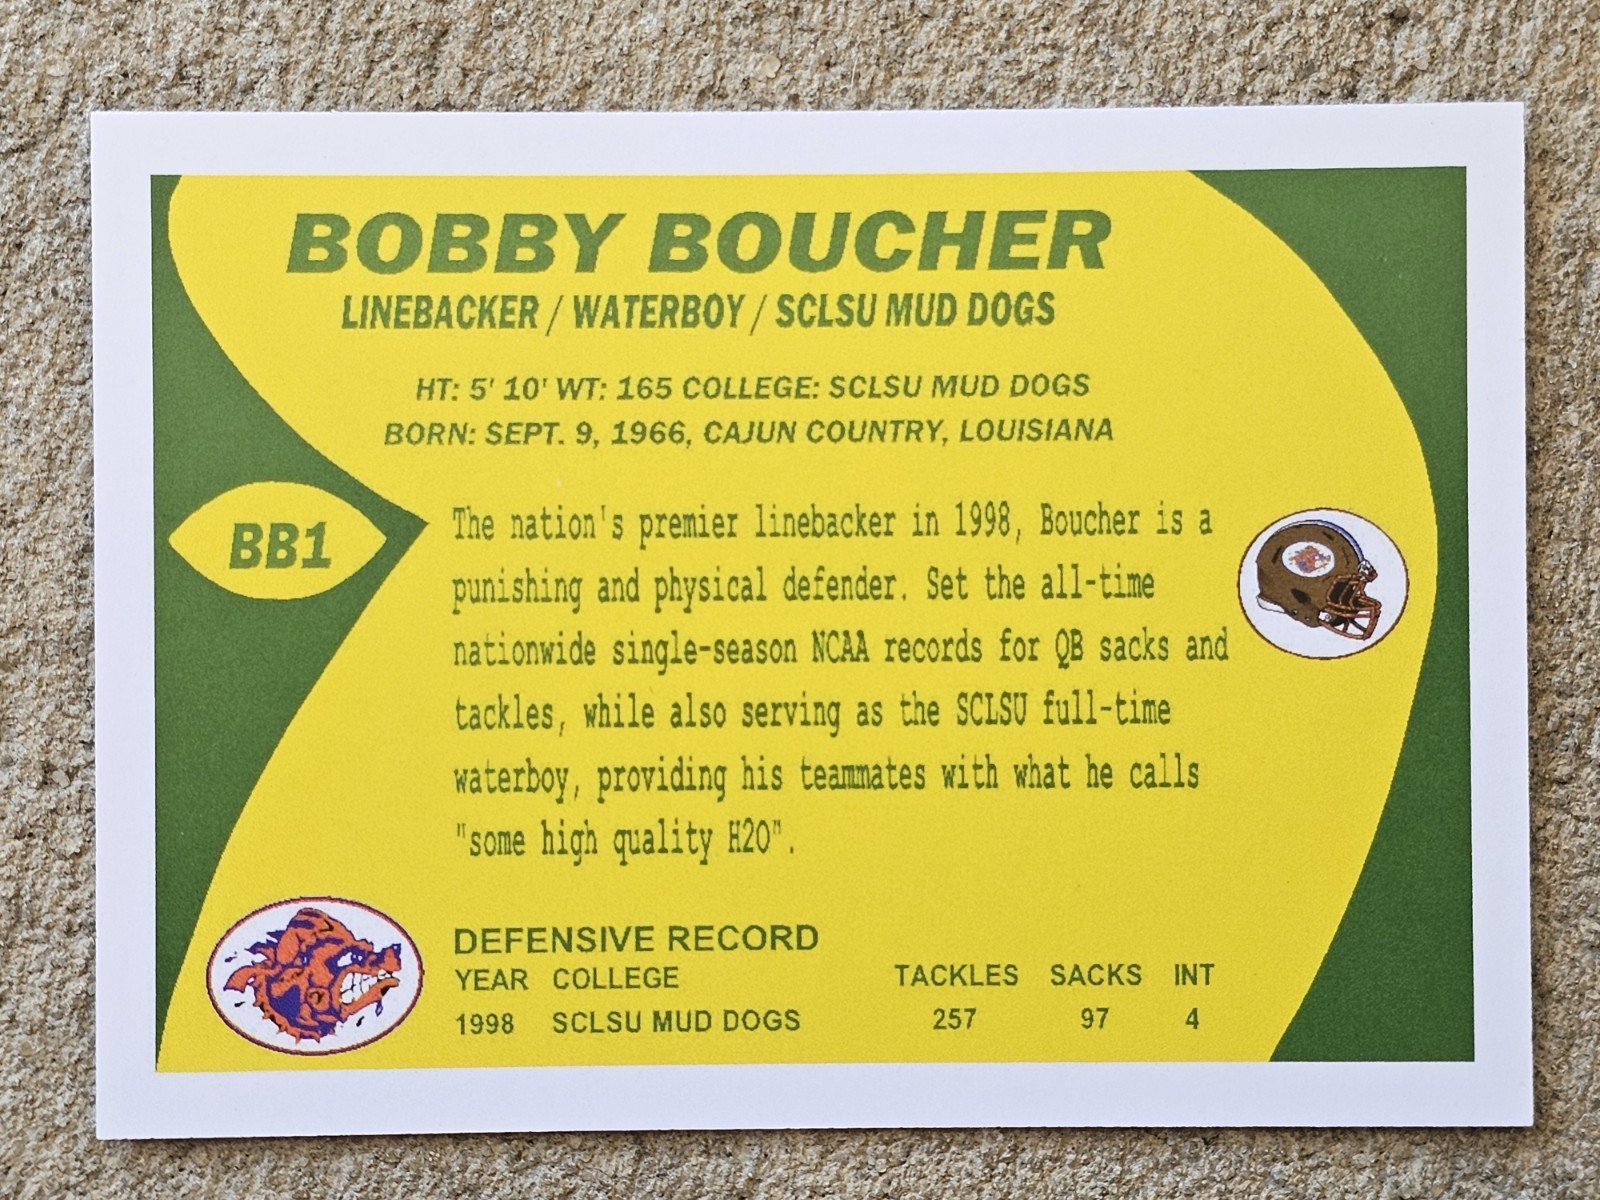 BOBBY BOUCHER
LINEBACKER / WATERBOY / SCLSU MUD DOGS
HT: 5' 10' WT: 165 COLLEGE: SCLSU MUD DOGS
BORN: SEPT. 9, 1966, CAJUN COUNTRY, LOUISIANA
BB1
The nation's premier linebacker in 1998, Boucher is a
punishing and physical defender. Set the all-time
nationwide single-season NCAA records for QB sacks and
tackles, while also serving as the SCLSU full-time
waterboy, providing his teammates with what he calls
"some high quality H2O".
DEFENSIVE RECORD
YEAR COLLEGE TACKLES SACKS INT
1998 SCLSU MUD DOGS 257 97 4